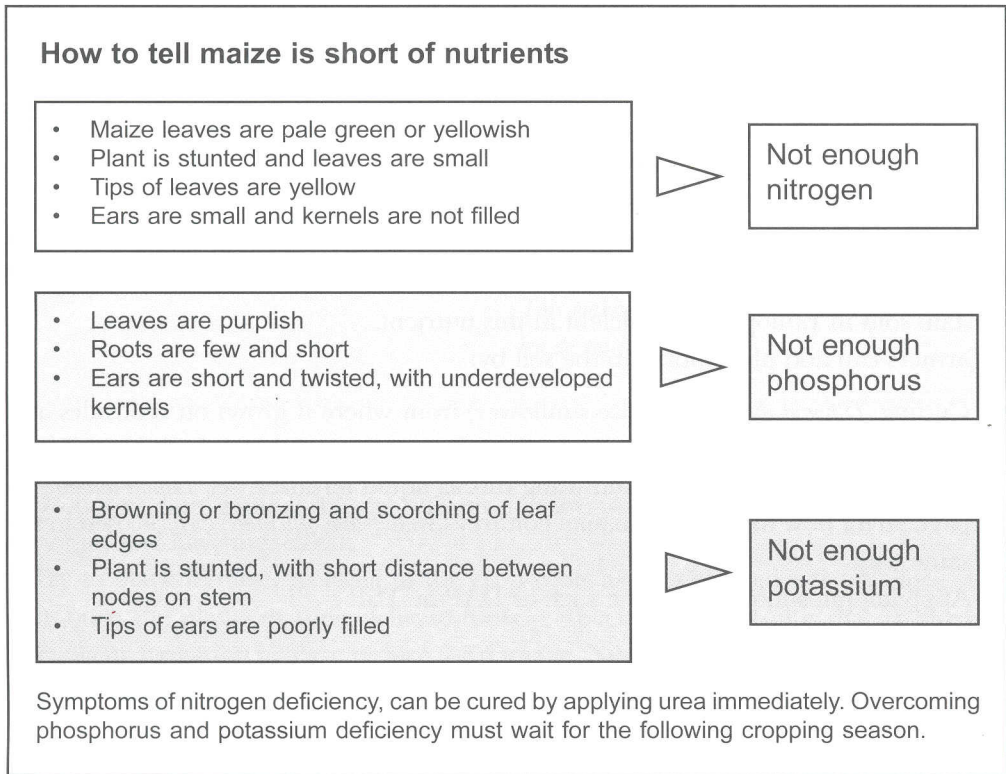 How to tell maize is short of nutrients
• Maize leaves are pale green or yellowish
• Plant is stunted and leaves are small
• Tips of leaves are yellow
• Ears are small and kernels are not filled
Not enough
nitrogen
• Leaves are purplish
• Roots are few and short
• Ears are short and twisted, with underdeveloped
kernels
Not enough
phosphorus
• Browning or bronzing and scorching of leaf
edges
• Plant is stunted, with short distance between
nodes on stem
• Tips of ears are poorly filled
Not enough
potassium
Symptoms of nitrogen deficiency, can be cured by applying urea immediately. Overcoming
phosphorus and potassium deficiency must wait for the following cropping season.